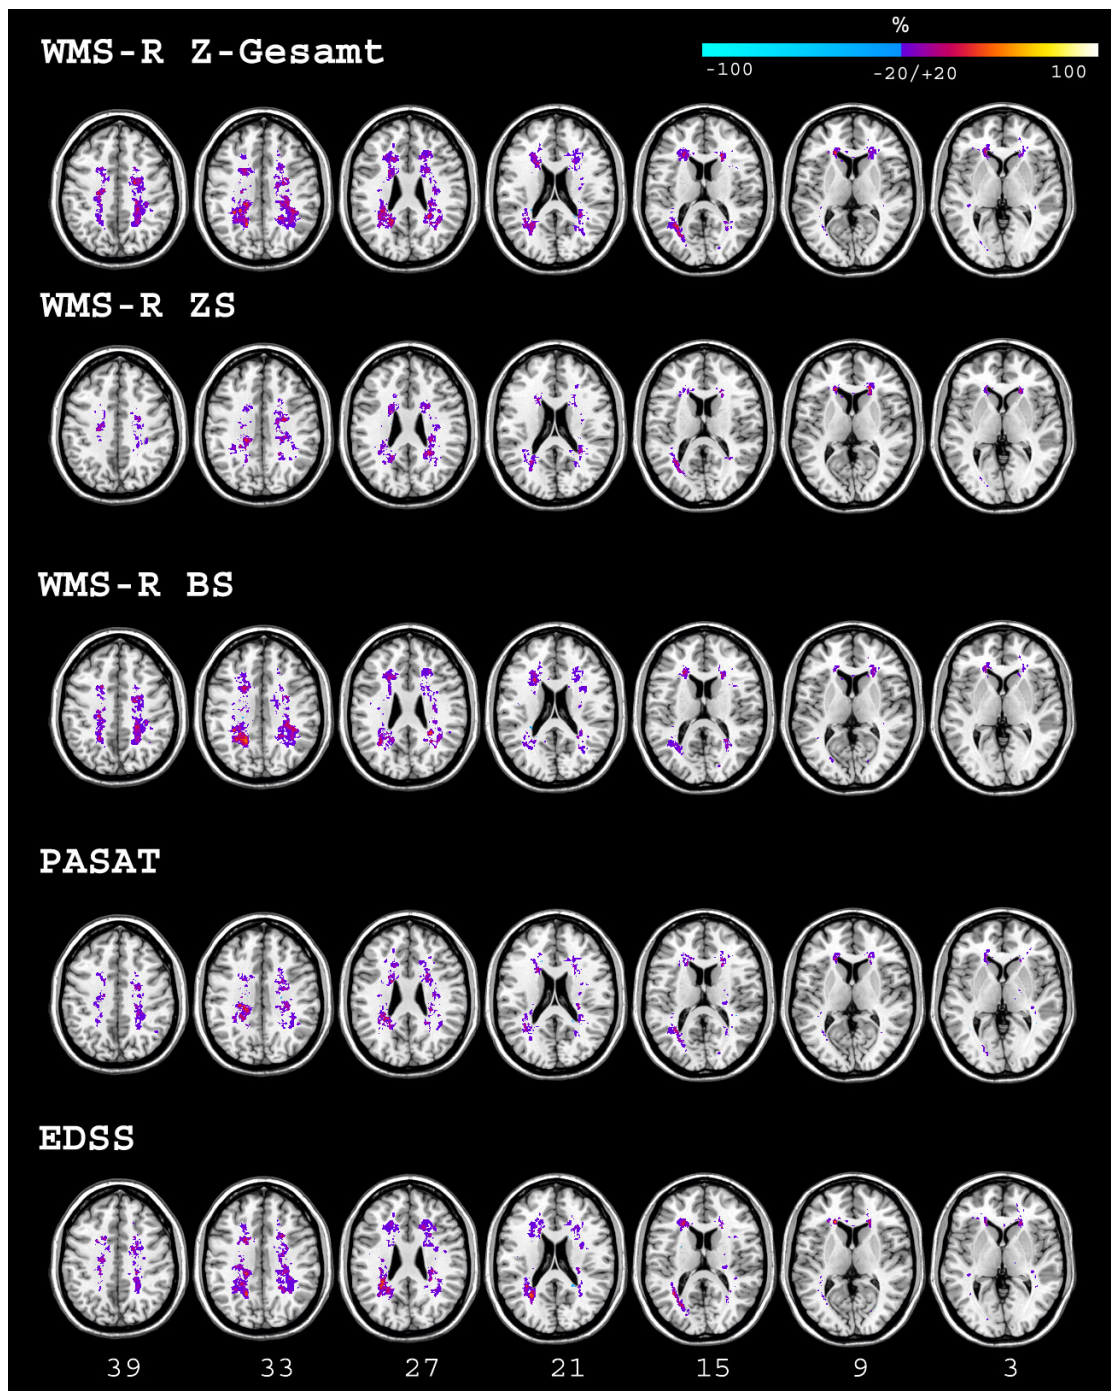 WMS-R Z-Gesamt
%
-100 -20/+20 100
WMS-R ZS
WMS-R BS
PASAT
EDSS
39 33 27 21 15 9 3